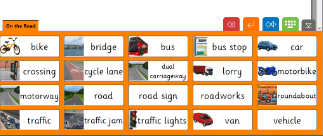 On the Road
bike bridge bus bus stop car
crossing cycle lane dual carriageway lorry motorbike
motorway road road sign roadworks roundabout
traffic traffic jam traffic lights van vehicle